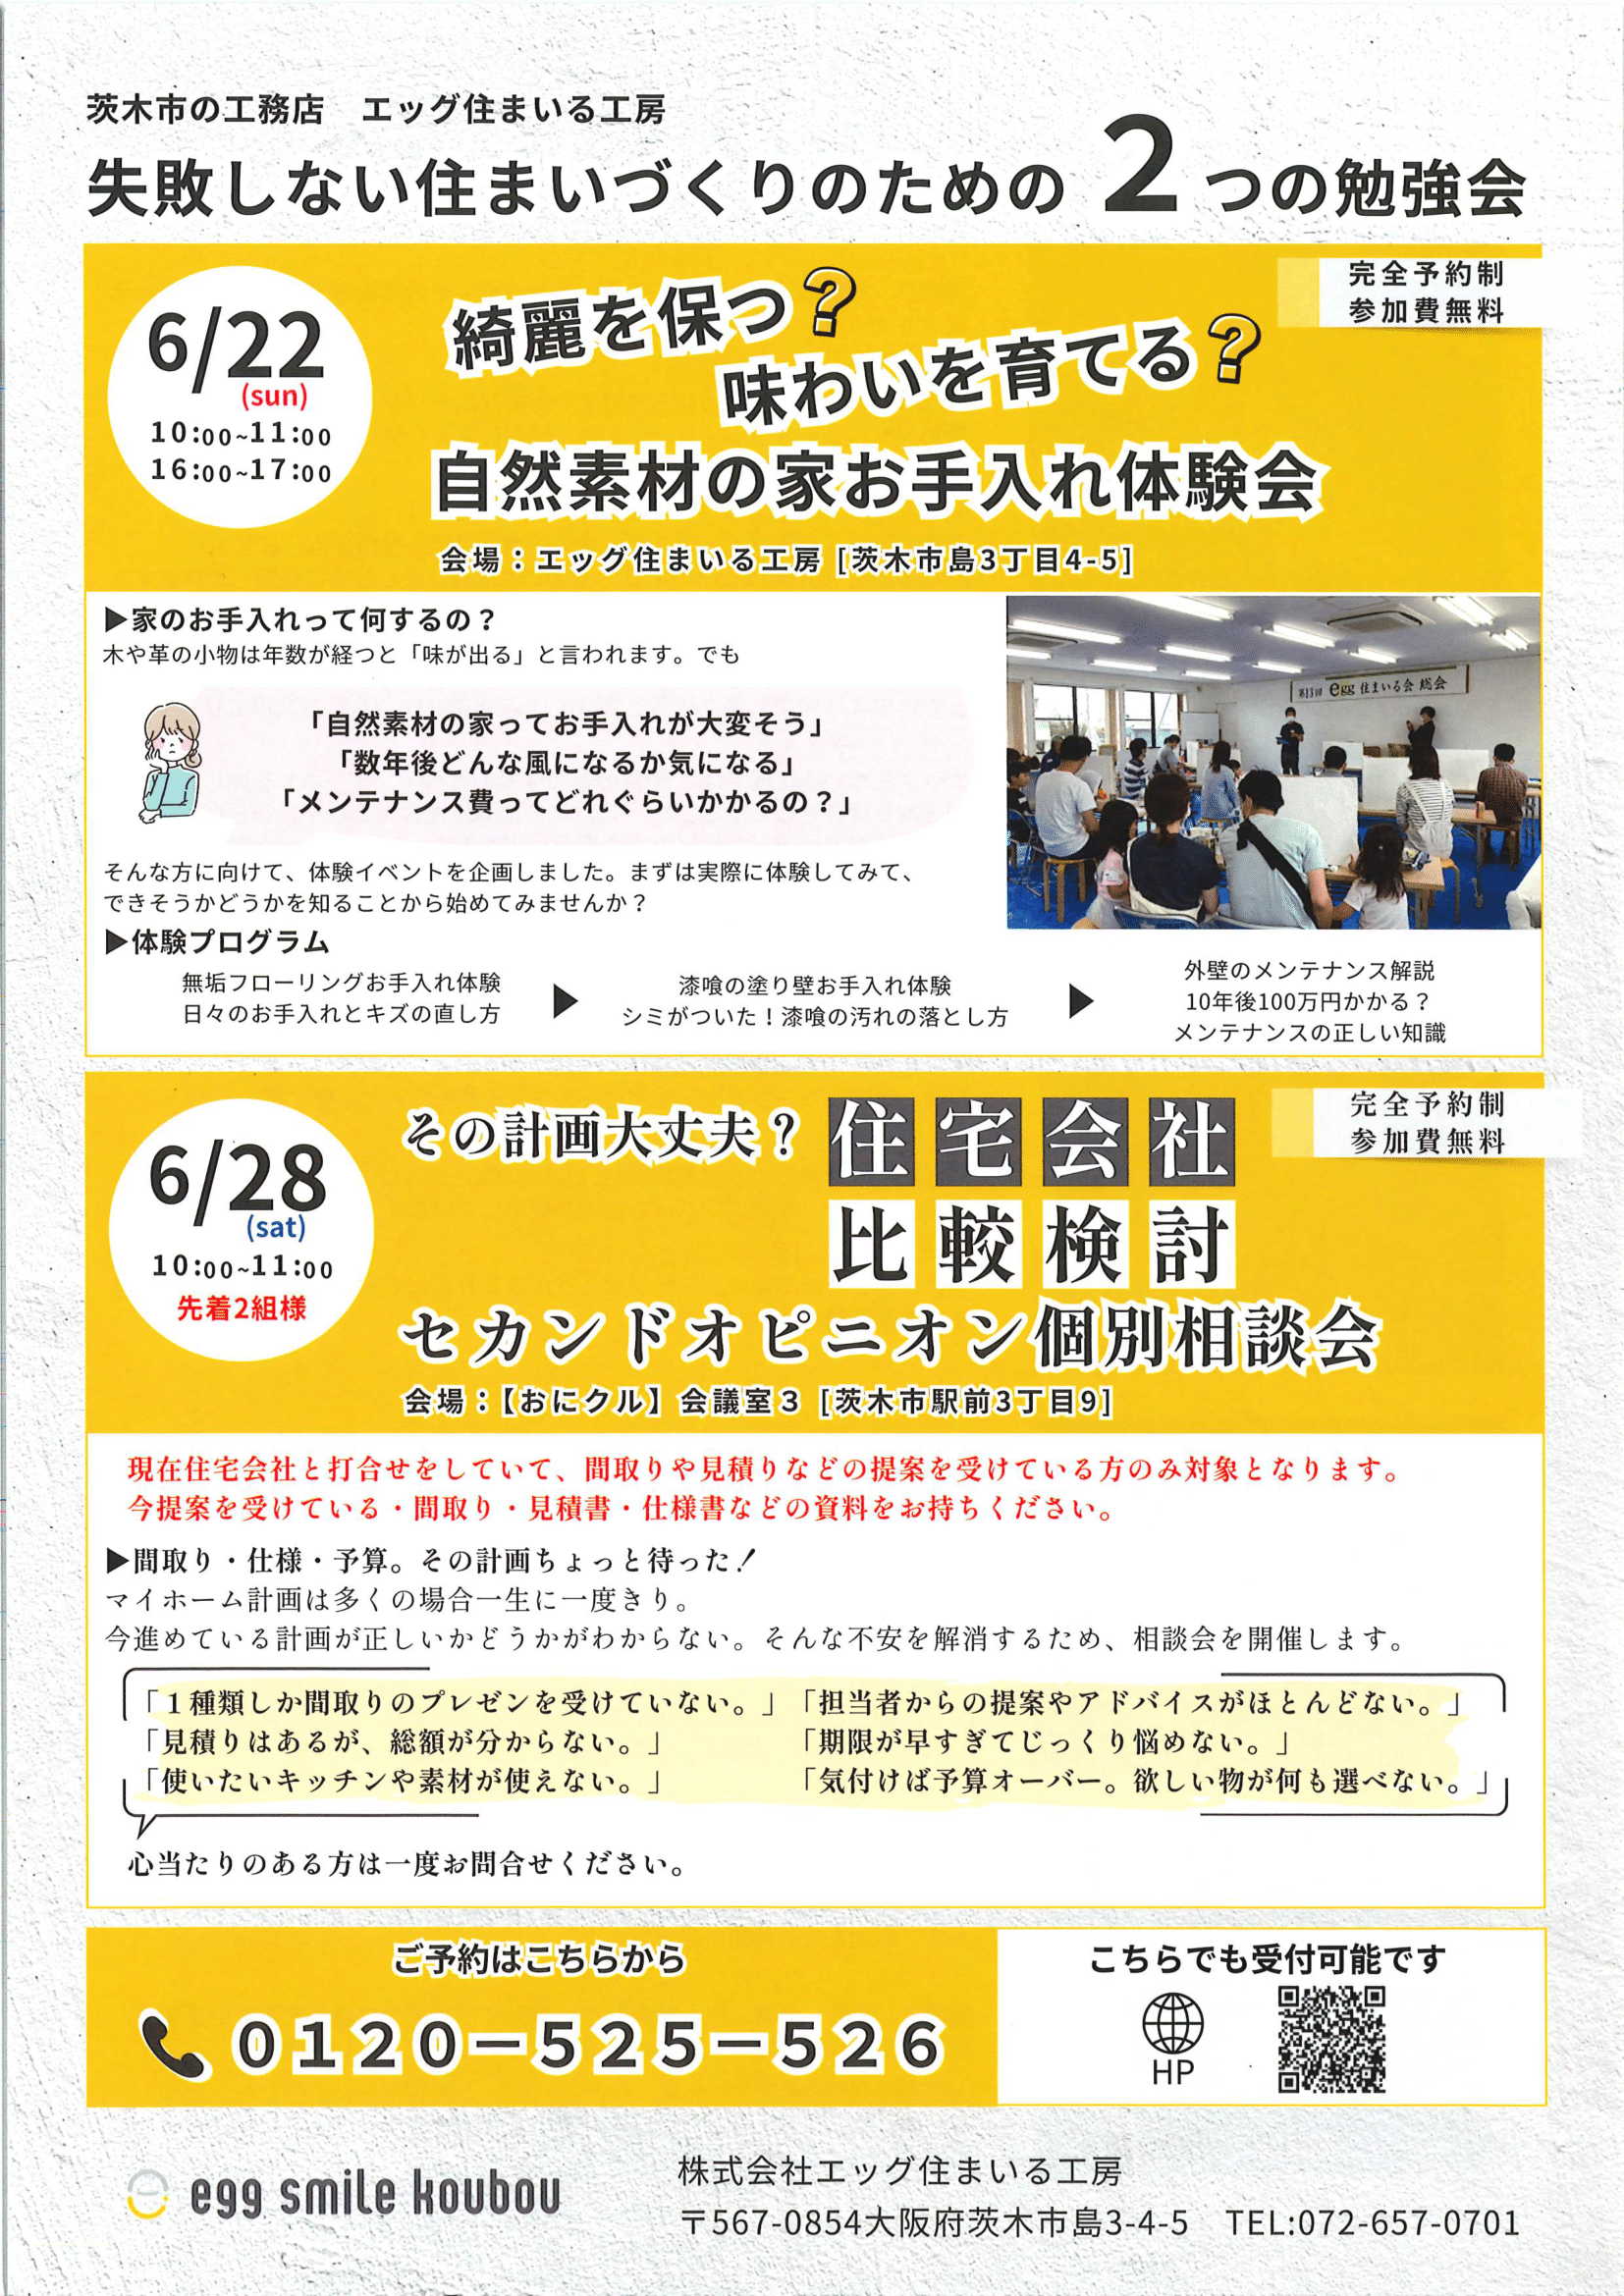 茨木市の工務店　エッグ住まいる工房
失敗しない住まいづくりのための2つの勉強会
完全予約制
参加費無料
6/22
(sun)
10:00~11:00
16:00~17:00
綺麗を保つ?
味わいを育てる?
自然素材の家お手入れ体験会
会場：エッグ住まいる工房 [茨木市島3丁目4-5]
▶家のお手入れって何するの？
木や革の小物は年数が経つと「味が出る」と言われます。でも
「自然素材の家ってお手入れが大変そう」
「数年後どんな風になるか気になる」
「メンテナンス費ってどれぐらいかかるの？」
第13回 egg 住まいる会 総会
そんな方に向けて、体験イベントを企画しました。まずは実際に体験してみて、
できそうかどうかを知ることから始めてみませんか？
▶体験プログラム
無垢フローリングお手入れ体験
日々のお手入れとキズの直し方
▶
漆喰の塗り壁お手入れ体験
シミがついた！漆喰の汚れの落とし方
▶
外壁のメンテナンス解説
10年後100万円かかる？
メンテナンスの正しい知識
完全予約制
参加費無料
6/28
(sat)
10:00~11:00
先着2組様
その計画大丈夫？
住宅会社
比較検討
セカンドオピニオン個別相談会
会場：【おにクル】会議室３ [茨木市駅前3丁目9]
現在住宅会社と打合せをしていて、間取りや見積りなどの提案を受けている方のみ対象となります。
今提案を受けている・間取り・見積書・仕様書などの資料をお持ちください。
▶間取り・仕様・予算。その計画ちょっと待った！
マイホーム計画は多くの場合一生に一度きり。
今進めている計画が正しいかどうかがわからない。そんな不安を解消するため、相談会を開催します。
「１種類しか間取りのプレゼンを受けていない。」「担当者からの提案やアドバイスがほとんどない。」
「見積りはあるが、総額が分からない。」　「期限が早すぎてじっくり悩めない。」
「使いたいキッチンや素材が使えない。」　「気付けば予算オーバー。欲しい物が何も選べない。」
心当たりのある方は一度お問合せください。
ご予約はこちらから
０１２０－５２５－５２６
こちらでも受付可能です
HP
egg smile koubou
株式会社エッグ住まいる工房
〒567-0854大阪府茨木市島3-4-5　TEL:072-657-0701